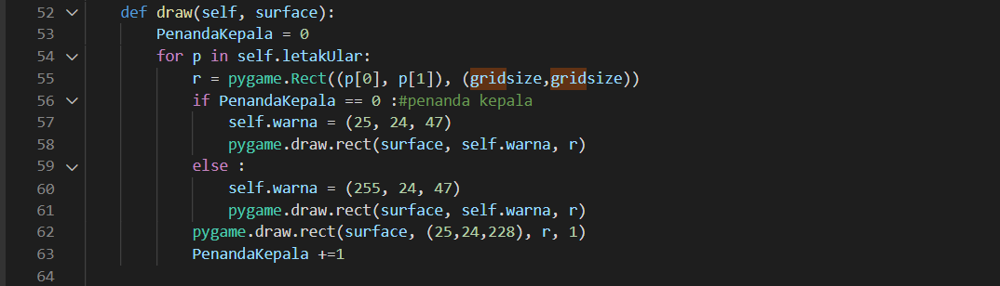 52 def draw(self, surface):
53 PenandaKepala = 0
54 for p in self.letakUlar:
55 r = pygame.Rect((p[0], p[1]), (gridsize,gridsize))
56 if PenandaKepala == 0 :#penanda kepala
57 self.warna = (25, 24, 47)
58 pygame.draw.rect(surface, self.warna, r)
59 else :
60 self.warna = (255, 24, 47)
61 pygame.draw.rect(surface, self.warna, r)
62 pygame.draw.rect(surface, (25,24,228), r, 1)
63 PenandaKepala +=1
64